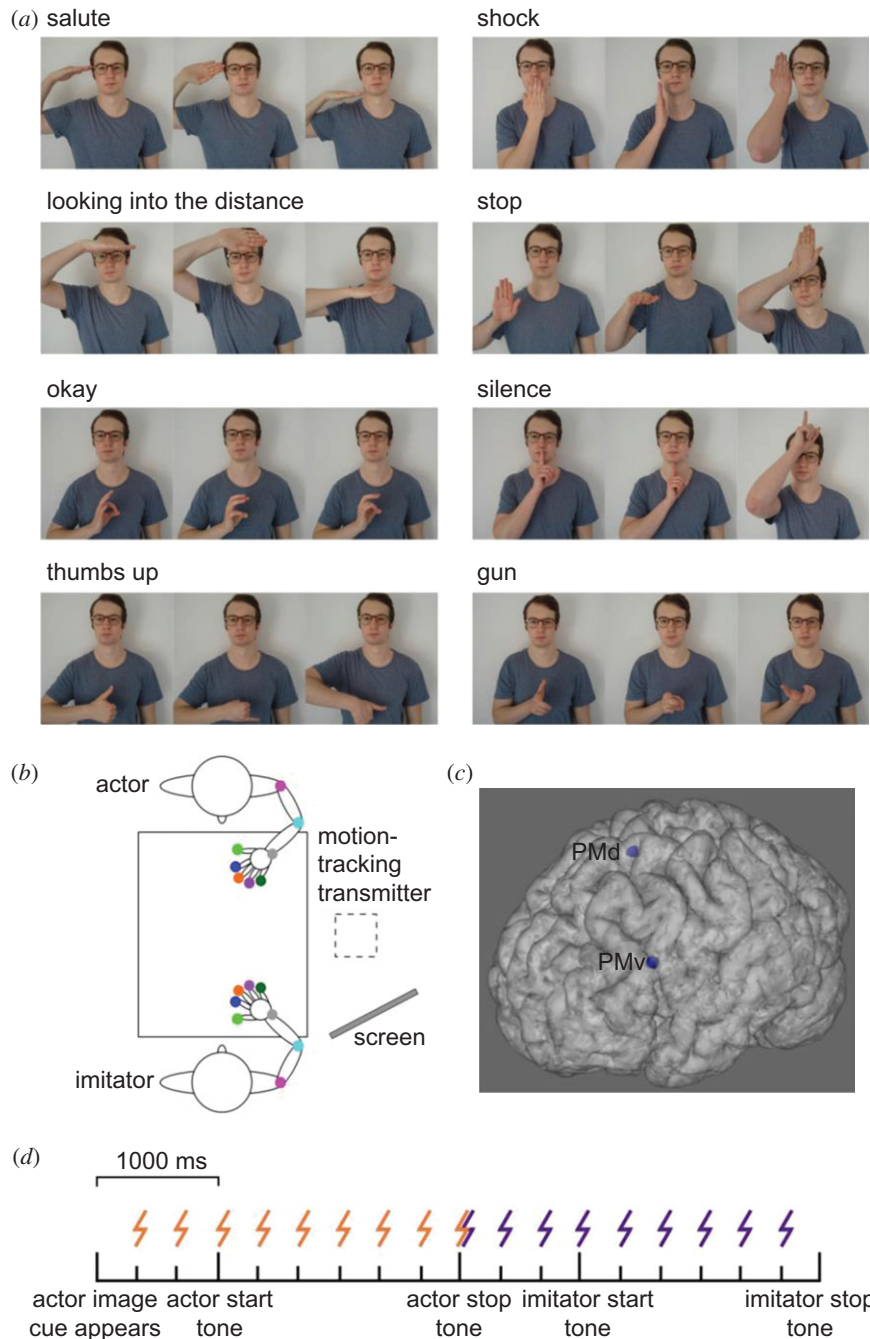 (a) salute
shock
looking into the distance
stop
okay
silence
thumbs up
gun
(b)
actor
motion-
tracking
transmitter
screen
imitator
(c)
PMd
PMv
(d)
1000 ms
actor image
cue appears
actor start
tone
actor stop
tone
imitator start
tone
imitator stop
tone